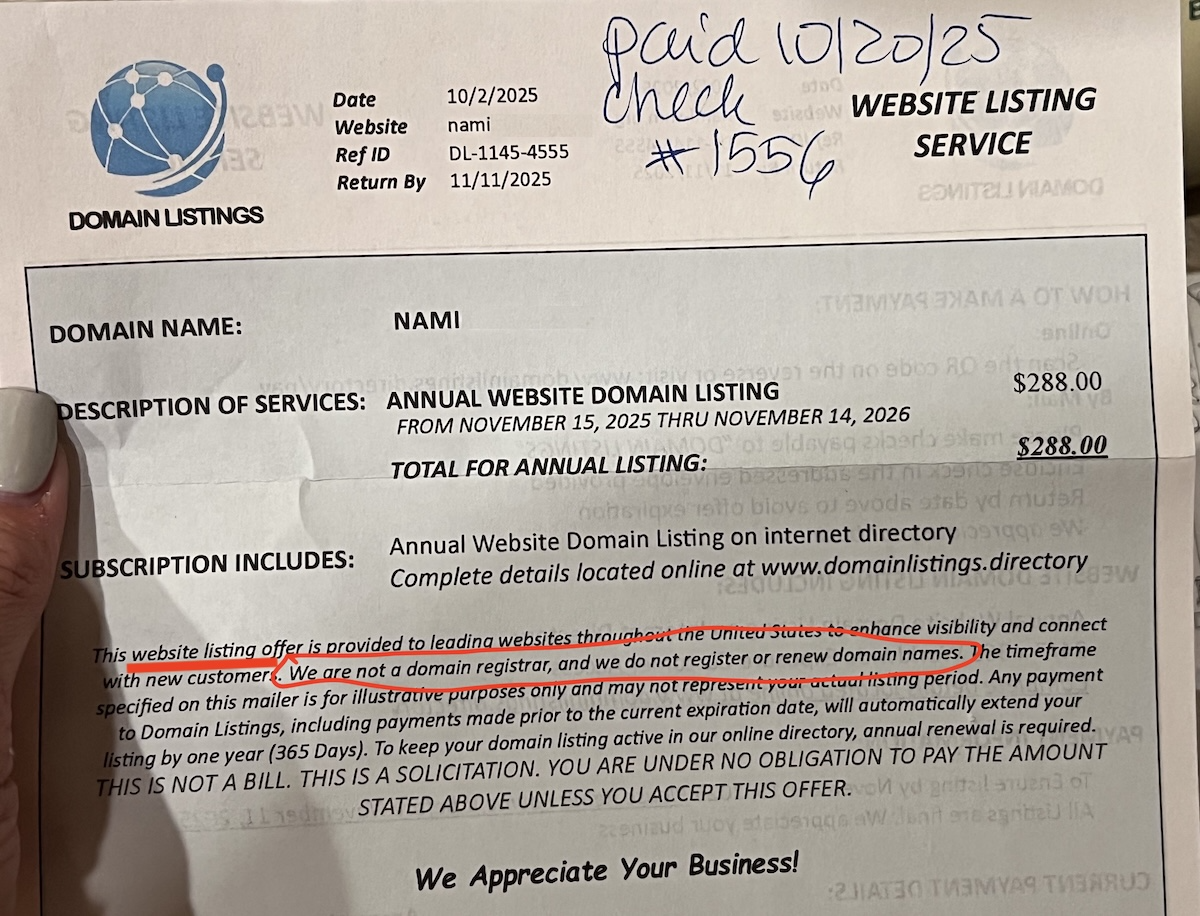 paid 10/20/25
check
#1556
DOMAIN LISTINGS
Date 10/2/2025
Website nami
Ref ID DL-1145-4555
Return By 11/11/2025
WEBSITE LISTING
SERVICE
DOMAIN NAME: NAMI
DESCRIPTION OF SERVICES: ANNUAL WEBSITE DOMAIN LISTING $288.00
FROM NOVEMBER 15, 2025 THRU NOVEMBER 14, 2026
TOTAL FOR ANNUAL LISTING: $288.00
SUBSCRIPTION INCLUDES: Annual Website Domain Listing on internet directory
Complete details located online at www.domainlistings.directory
This website listing offer is provided to leading websites throughout the United States to enhance visibility and connect
with new customers. We are not a domain registrar, and we do not register or renew domain names. The timeframe
specified on this mailer is for illustrative purposes only and may not represent your actual listing period. Any payment
to Domain Listings, including payments made prior to the current expiration date, will automatically extend your
listing by one year (365 Days). To keep your domain listing active in our online directory, annual renewal is required.
THIS IS NOT A BILL. THIS IS A SOLICITATION. YOU ARE UNDER NO OBLIGATION TO PAY THE AMOUNT
STATED ABOVE UNLESS YOU ACCEPT THIS OFFER.
We Appreciate Your Business!